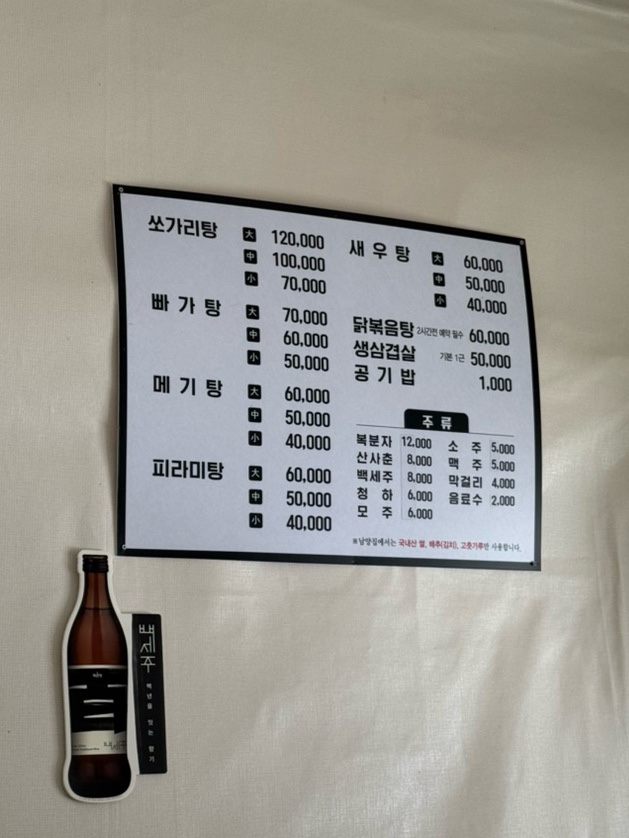 쏘가리탕 大 120,000
中 100,000
小 70,000
빠가탕 大 70,000
中 60,000
小 50,000
메기탕 大 60,000
中 50,000
小 40,000
피라미탕 大 60,000
中 50,000
小 40,000
새우탕 大 60,000
中 50,000
小 40,000
닭볶음탕 2시간전 예약 필수 60,000
생삼겹살 기본 1근 50,000
공기밥 1,000
주류
복분자 12,000
산사춘 8,000
백세주 8,000
청하 6,000
모주 6,000
소주 5,000
맥주 5,000
막걸리 4,000
음료수 2,000
※남양집에서는 국내산 쌀, 배추(김치), 고춧가루만 사용합니다.
백세주
백년을 잇는 향기